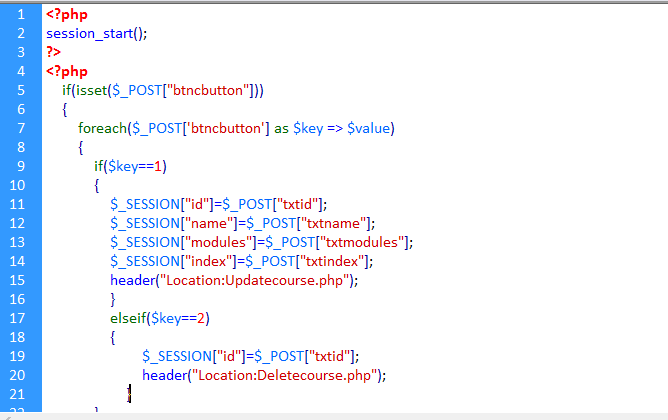 1 <?php
2 session_start();
3 ?>
4 <?php
5 if(isset($_POST["btncbutton"]))
6 {
7 foreach($_POST['btncbutton'] as $key => $value)
8 {
9 if($key==1)
10 {
11 $_SESSION["id"]=$_POST["txtid"];
12 $_SESSION["name"]=$_POST["txtname"];
13 $_SESSION["modules"]=$_POST["txtmodules"];
14 $_SESSION["index"]=$_POST["txtindex"];
15 header("Location:Updatecourse.php");
16 }
17 elseif($key==2)
18 {
19 $_SESSION["id"]=$_POST["txtid"];
20 header("Location:Deletecourse.php");
21 }